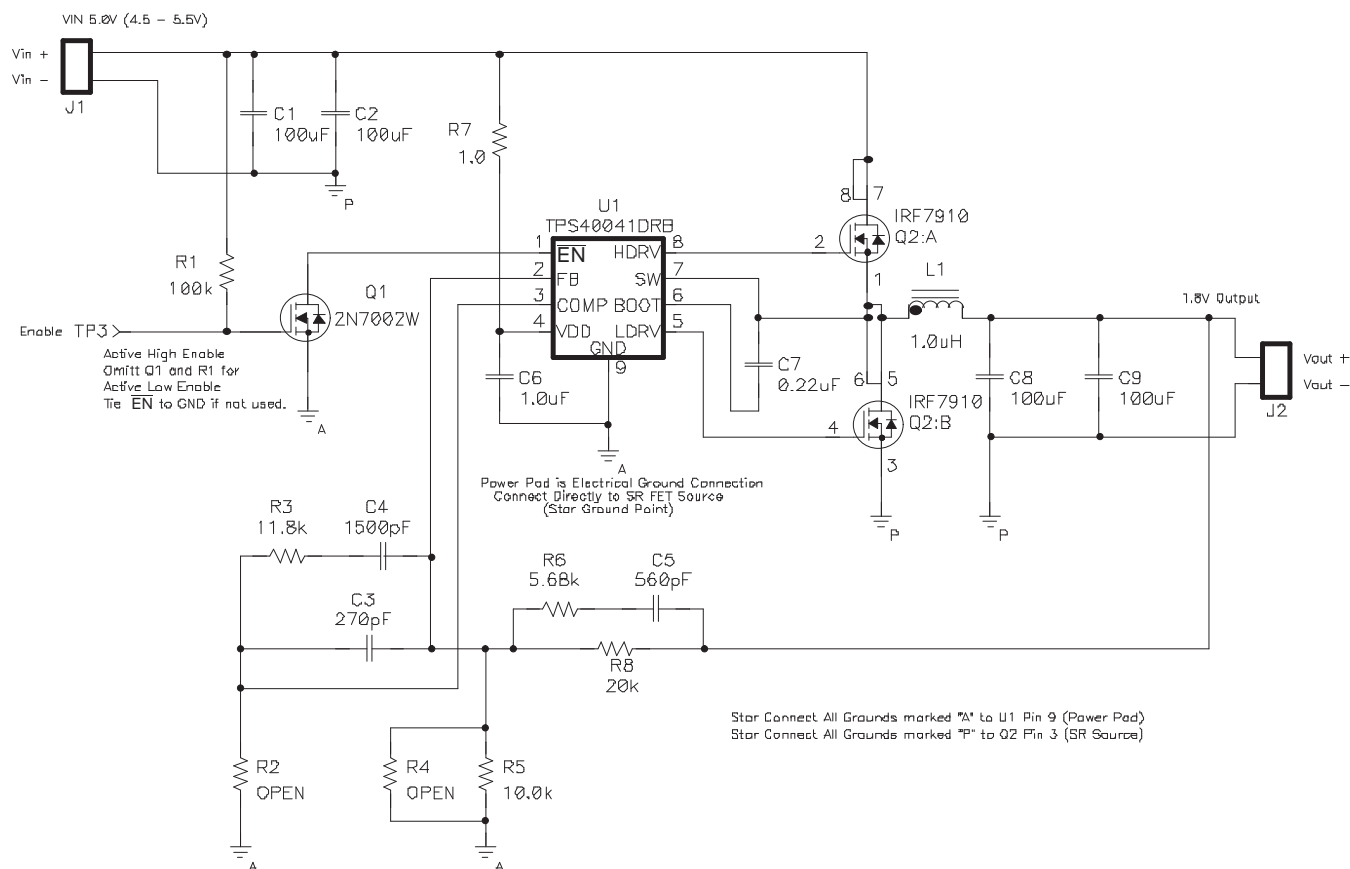 VIN 5.0V (4.5 - 5.5V)
Vin +
Vin -
J1
C1
100uF
C2
100uF
P
R7
1.0
R1
100k
Enable TP3
Q1
2N7002W
A
Active High Enable
Omitt Q1 and R1 for
Active Low Enable
Tie EN to GND if not used.
U1
TPS40041DRB
1
EN
2
FB
3
COMP
4
VDD
GND
9
HDRV
8
SW
7
BOOT
6
LDRV
5
C6
1.0uF
A
Power Pad is Electrical Ground Connection
Connect Directly to SR FET Source
(Star Ground Point)
C7
0.22uF
8
7
IRF7910
Q2:A
2
1
L1
1.0uH
6
5
IRF7910
Q2:B
4
3
P
C8
100uF
P
C9
100uF
1.8V Output
Vout +
Vout -
J2
R3
11.8k
C4
1500pF
C3
270pF
R6
5.68k
C5
560pF
R8
20k
R2
OPEN
A
R4
OPEN
R5
10.0k
A
Star Connect All Grounds marked "A" to U1 Pin 9 (Power Pad)
Star Connect All Grounds marked "P" to Q2 Pin 3 (SR Source)